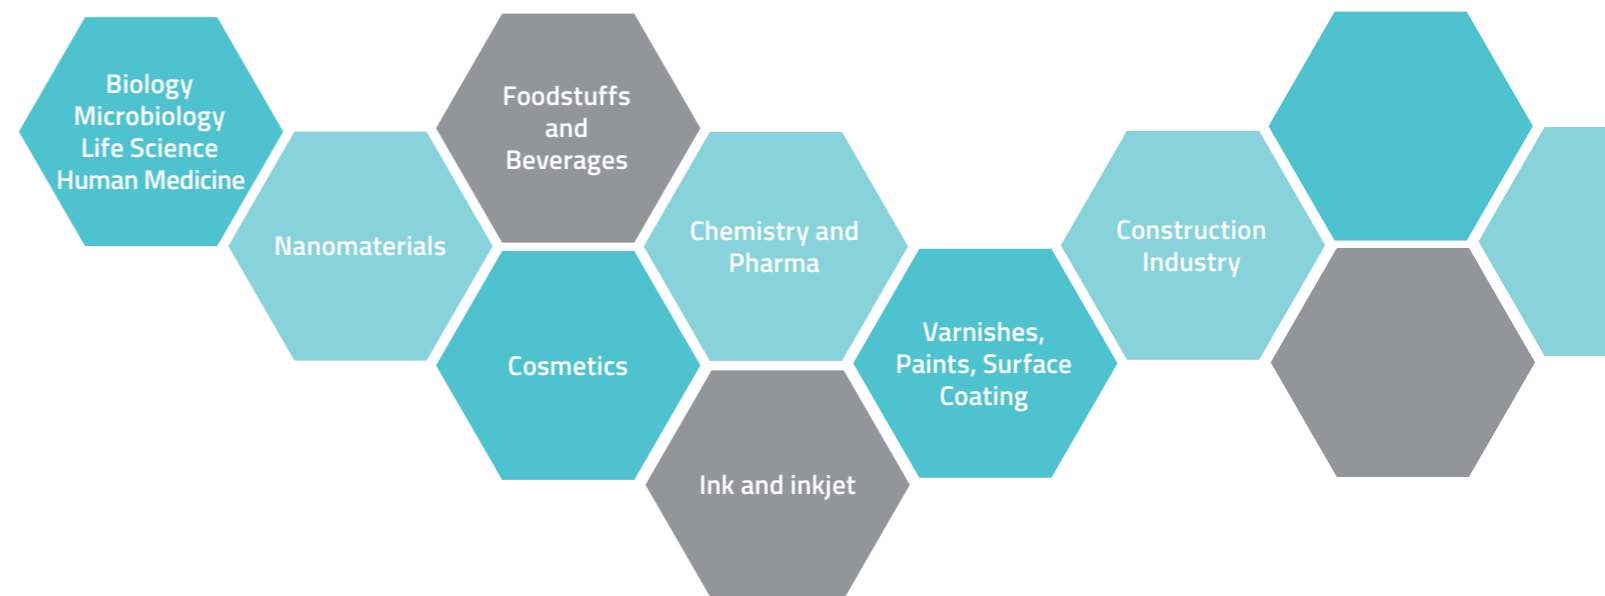 Biology
Microbiology
Life Science
Human Medicine
Nanomaterials
Foodstuffs
and
Beverages
Cosmetics
Chemistry and
Pharma
Ink and inkjet
Varnishes,
Paints, Surface
Coating
Construction
Industry